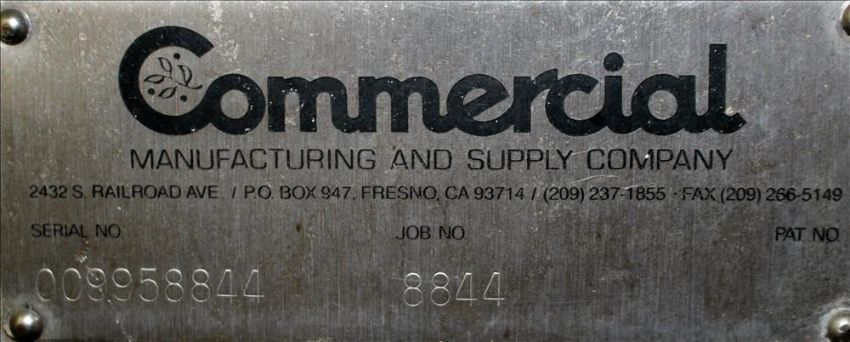 Commercial
MANUFACTURING AND SUPPLY COMPANY
2432 S. RAILROAD AVE. / P.O. BOX 947, FRESNO, CA 93714 / (209) 237-1855 · FAX (209) 266-5149
SERIAL NO JOB NO PAT NO.
009958844 8844